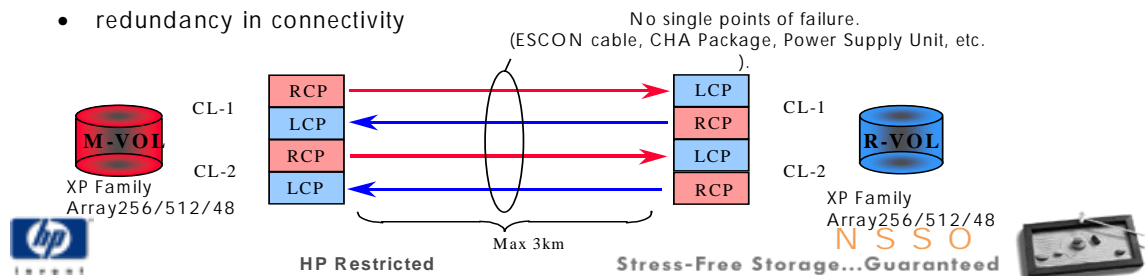 • redundancy in connectivity
No single points of failure.
(ESCON cable, CHA Package, Power Supply Unit, etc.
).
RCP
LCP
RCP
LCP
CL-1
CL-2
LCP
RCP
LCP
RCP
CL-1
CL-2
M-VOL
R-VOL
XP Family
Array256/512/48
XP Family
Array256/512/48
Max 3km
hp
invent
HP Restricted
N S S O
Stress-Free Storage...Guaranteed